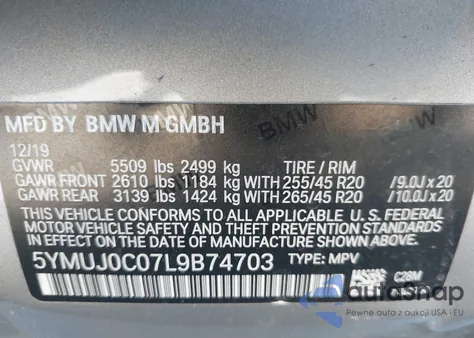 MFD BY BMW M GMBH
12/19
GVWR 5509 lbs 2499 kg TIRE / RIM
GAWR FRONT 2610 lbs 1184 kg WITH 255/45 R20 /9.0J x 20
GAWR REAR 3139 lbs 1424 kg WITH 265/45 R20 /10.0J x 20
THIS VEHICLE CONFORMS TO ALL APPLICABLE
U.S. FEDERAL MOTOR VEHICLE SAFETY,
BUMPER, AND THEFT PREVENTION STANDARDS IN EFFECT
ON THE DATE OF MANUFACTURE SHOWN ABOVE.
5YMUJ0C07L9B74703 TYPE: MPV
C28M
autoSnap
Pewne auta z aukcji USA i EU